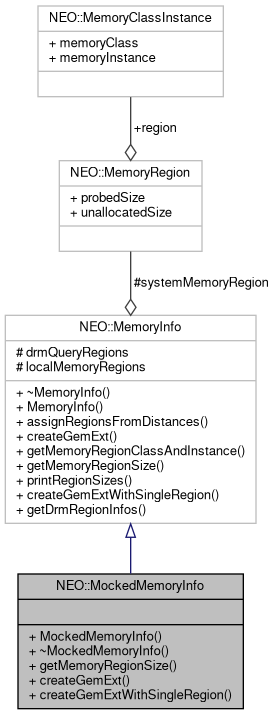 NEO::MemoryClassInstance
+ memoryClass
+ memoryInstance
+region
NEO::MemoryRegion
+ probedSize
+ unallocatedSize
#systemMemoryRegion
NEO::MemoryInfo
# drmQueryRegions
# localMemoryRegions
+ ~MemoryInfo()
+ MemoryInfo()
+ assignRegionsFromDistances()
+ createGemExt()
+ getMemoryRegionClassAndInstance()
+ getMemoryRegionSize()
+ printRegionSizes()
+ createGemExtWithSingleRegion()
+ getDrmRegionInfos()
NEO::MockedMemoryInfo
+ MockedMemoryInfo()
+ ~MockedMemoryInfo()
+ getMemoryRegionSize()
+ createGemExt()
+ createGemExtWithSingleRegion()